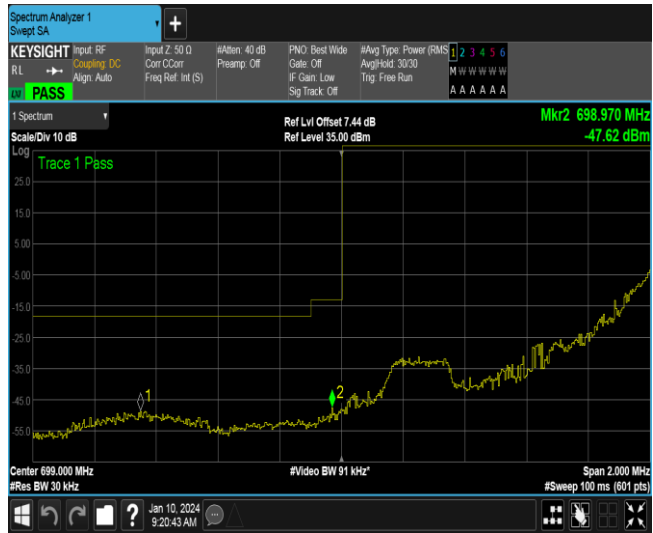 Spectrum Analyzer 1
Swept SA
+
KEYSIGHT
RL
LXI PASS
Input: RF
Coupling: DC
Align: Auto
Input Z: 50 Ω
Corr CCorr
Freq Ref: Int (S)
#Atten: 40 dB
Preamp: Off
PNO: Best Wide
Gate: Off
IF Gain: Low
Sig Track: Off
#Avg Type: Power (RMS
Avg|Hold: 30/30
Trig: Free Run
1 2 3 4 5 6
M W W W W W
A A A A A A
1 Spectrum
Scale/Div 10 dB
Ref Lvl Offset 7.44 dB
Ref Level 35.00 dBm
Mkr2 698.970 MHz
-47.62 dBm
Log
Trace 1 Pass
25.0
15.0
5.00
-5.00
-15.0
-25.0
-35.0
-45.0
-55.0
1
2
Center 699.000 MHz
#Res BW 30 kHz
#Video BW 91 kHz*
Span 2.000 MHz
#Sweep 100 ms (601 pts)
?
Jan 10, 2024
9:20:43 AM